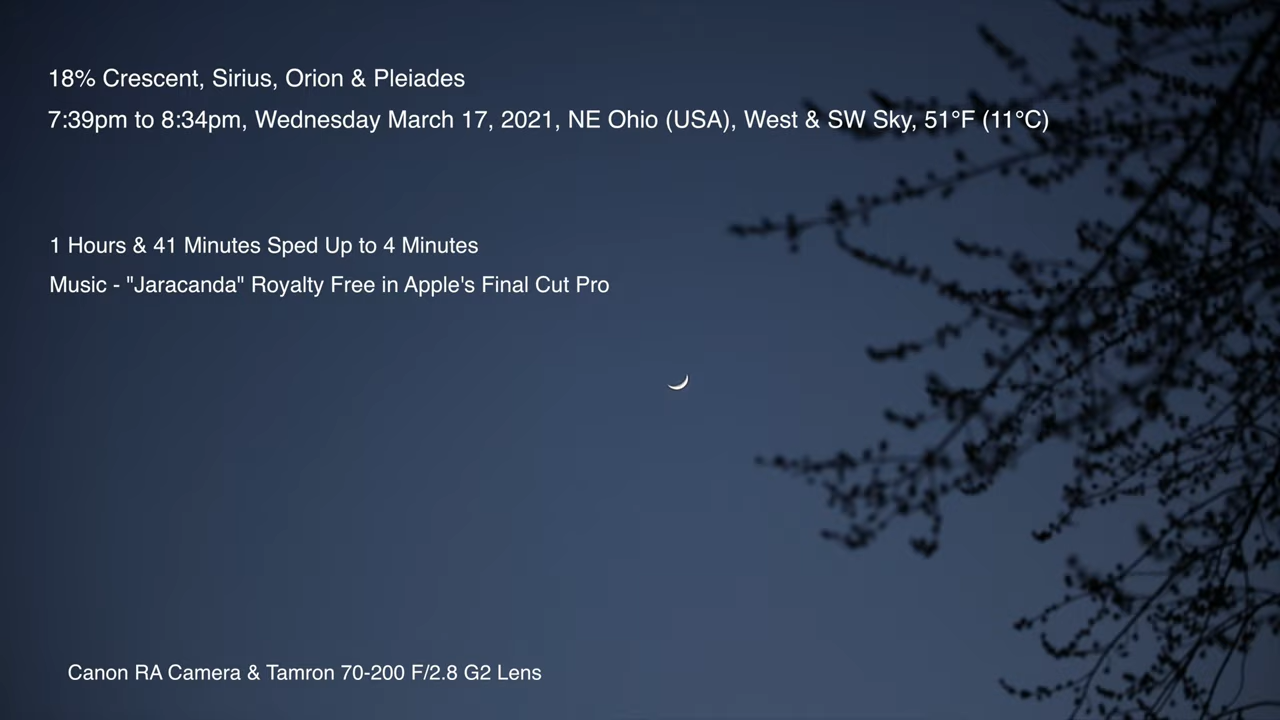 18% Crescent, Sirius, Orion & Pleiades
7:39pm to 8:34pm, Wednesday March 17, 2021, NE Ohio (USA), West & SW Sky, 51°F (11°C)
1 Hours & 41 Minutes Sped Up to 4 Minutes
Music - "Jaracanda" Royalty Free in Apple's Final Cut Pro
Canon RA Camera & Tamron 70-200 F/2.8 G2 Lens